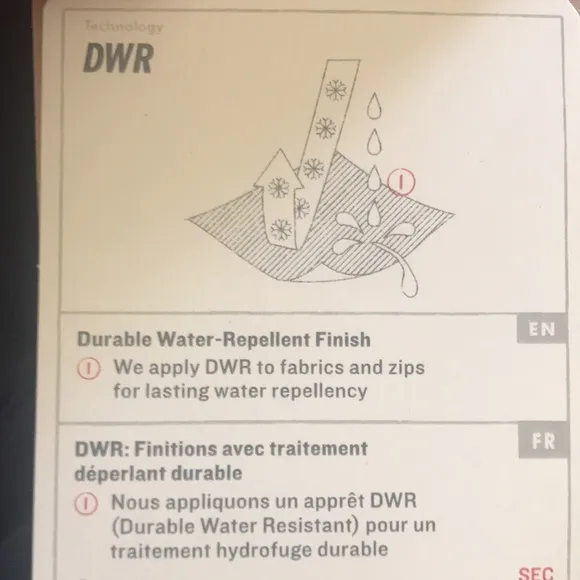 Technology
DWR
I
EN
Durable Water-Repellent Finish
I We apply DWR to fabrics and zips
for lasting water repellency
FR
DWR: Finitions avec traitement
déperlant durable
I Nous appliquons un apprêt DWR
(Durable Water Resistant) pour un
traitement hydrofuge durable
SEC